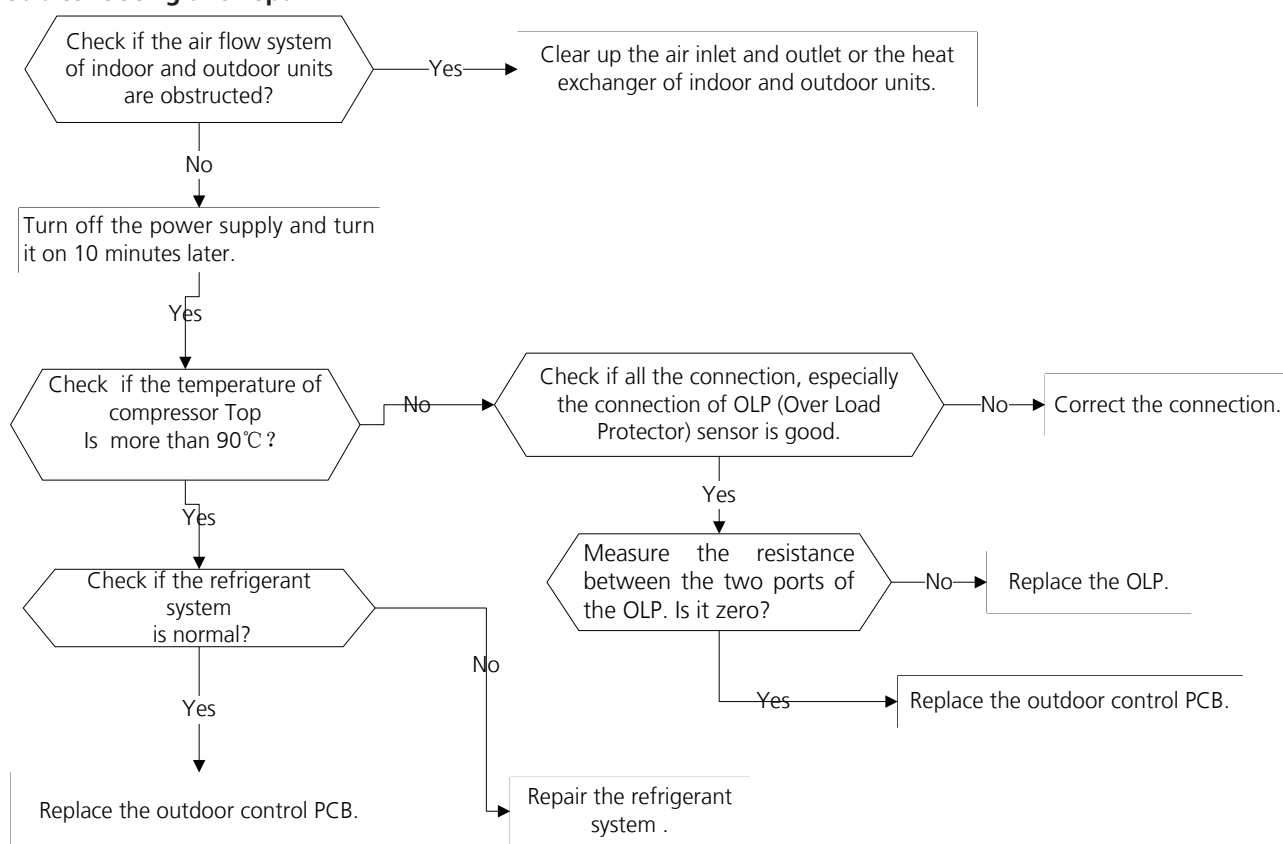 Check if the air flow system
of indoor and outdoor units
are obstructed?
Yes
Clear up the air inlet and outlet or the heat
exchanger of indoor and outdoor units.
No
Turn off the power supply and turn
it on 10 minutes later.
Yes
Check if the temperature of
compressor Top
Is more than 90℃?
No
Check if all the connection, especially
the connection of OLP (Over Load
Protector) sensor is good.
No
Correct the connection.
Yes
Yes
Measure the resistance
between the two ports of
the OLP. Is it zero?
No
Replace the OLP.
Check if the refrigerant
system
is normal?
No
Yes
Replace the outdoor control PCB.
Yes
Replace the outdoor control PCB.
Repair the refrigerant
system .